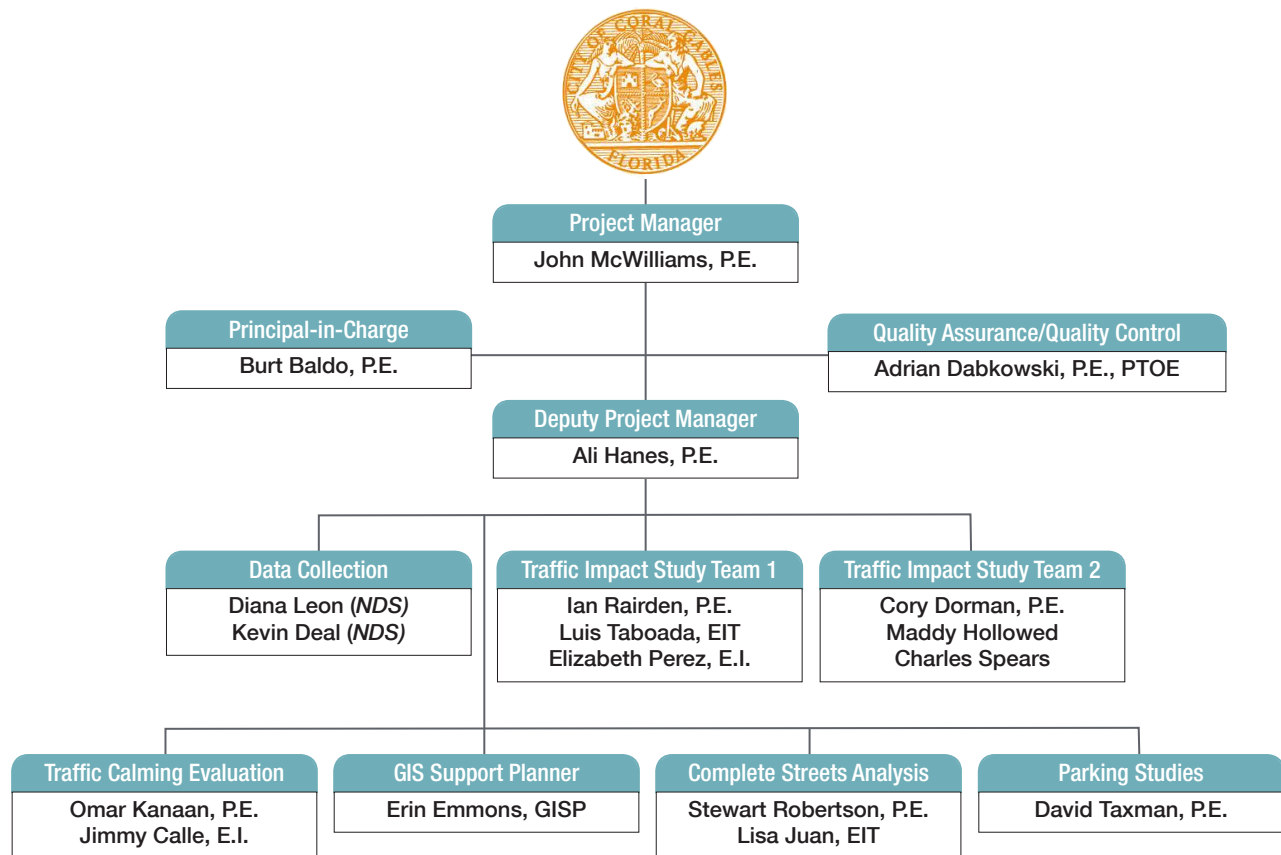 CITY OF CORAL GABLES
FLORIDA
Project Manager
John McWilliams, P.E.
Principal-in-Charge
Burt Baldo, P.E.
Quality Assurance/Quality Control
Adrian Dabkowski, P.E., PTOE
Deputy Project Manager
Ali Hanes, P.E.
Data Collection
Diana Leon (NDS)
Kevin Deal (NDS)
Traffic Impact Study Team 1
Ian Rairden, P.E.
Luis Taboada, EIT
Elizabeth Perez, E.I.
Traffic Impact Study Team 2
Cory Dorman, P.E.
Maddy Hollowed
Charles Spears
Traffic Calming Evaluation
Omar Kanaan, P.E.
Jimmy Calle, E.I.
GIS Support Planner
Erin Emmons, GISP
Complete Streets Analysis
Stewart Robertson, P.E.
Lisa Juan, EIT
Parking Studies
David Taxman, P.E.